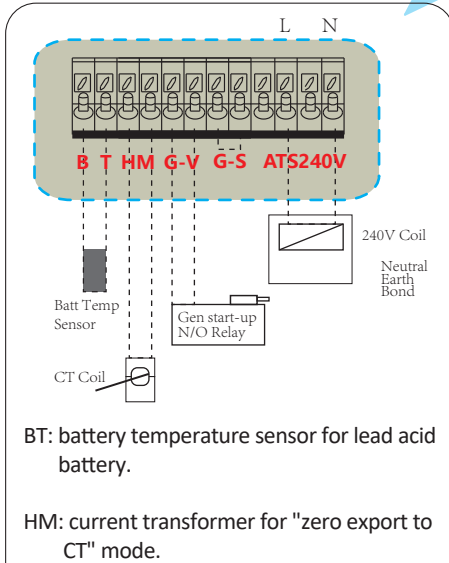 L N
B T HM G-V G-S ATS240V
240V Coil
Neutral
Earth
Bond
Batt Temp
Sensor
Gen start-up
N/O Relay
CT Coil
BT: battery temperature sensor for lead acid
battery.
HM: current transformer for "zero export to
CT" mode.